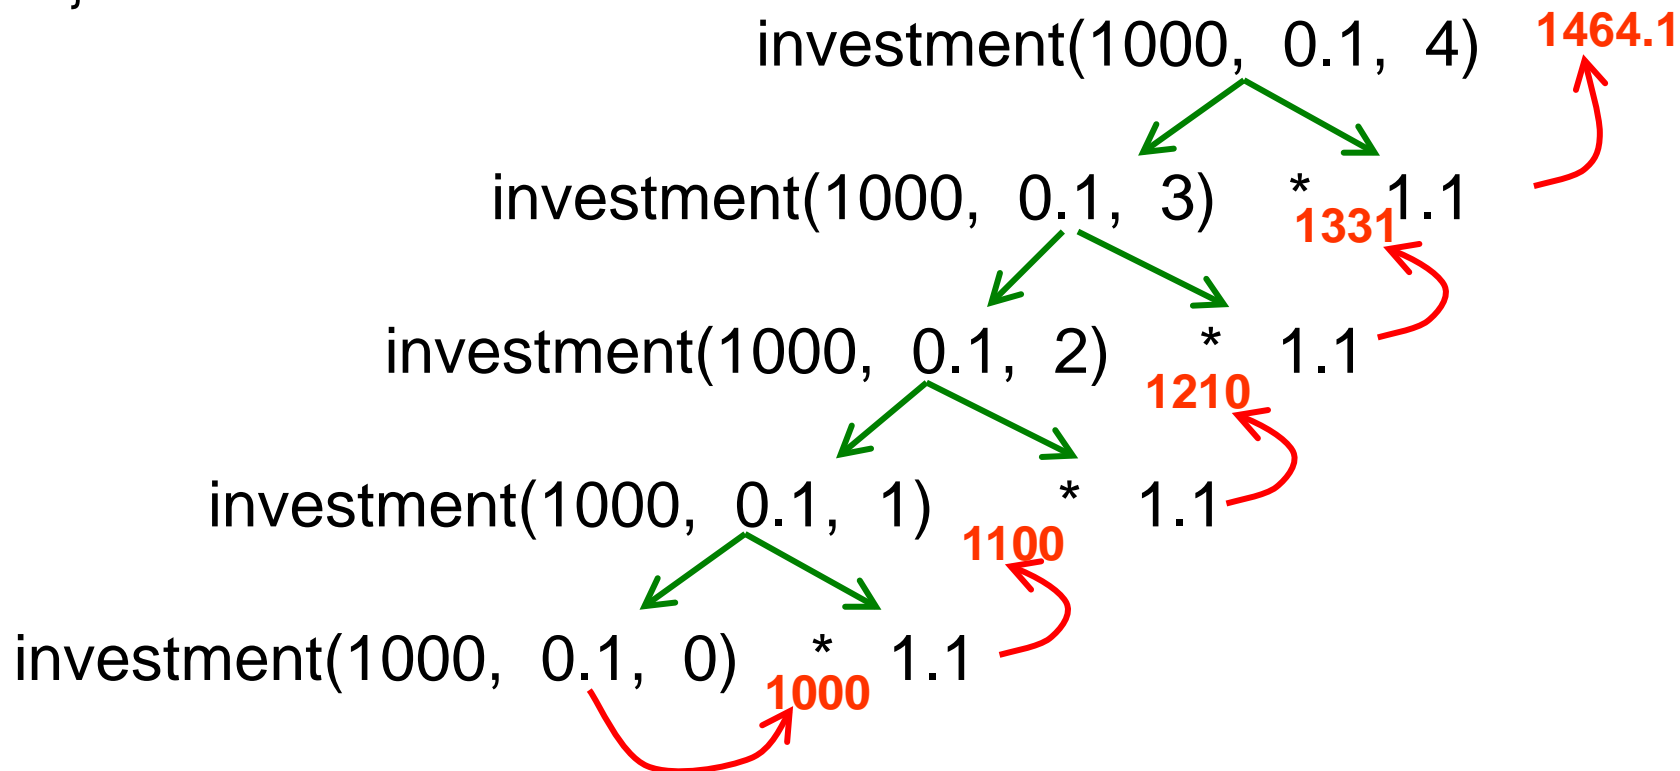 investment(1000, 0.1, 4) 1464.1
investment(1000, 0.1, 3) * 1.1
1331
investment(1000, 0.1, 2) * 1.1
1210
investment(1000, 0.1, 1) * 1.1
1100
investment(1000, 0.1, 0) * 1.1
1000